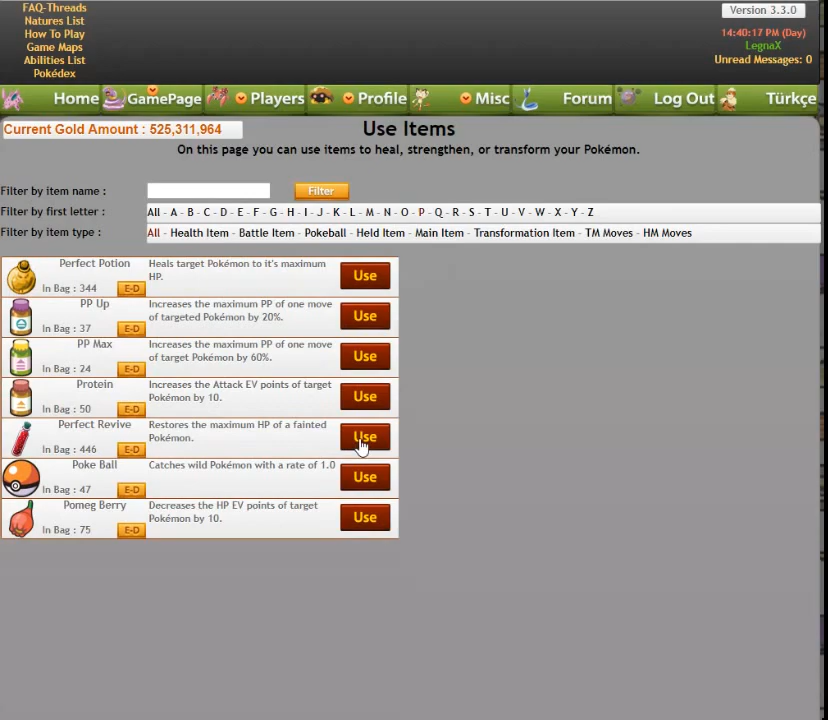 FAQ-Threads
Natures List
How To Play
Game Maps
Abilities List
Pokédex
Version 3.3.0
14:40:17 PM (Day)
LegnaX
Unread Messages: 0
Home GamePage Players Profile Misc Forum Log Out Türkçe
Current Gold Amount : 525,311,964
Use Items
On this page you can use items to heal, strengthen, or transform your Pokémon.
Filter by item name : Filter
Filter by first letter : All - A - B - C - D - E - F - G - H - I - J - K - L - M - N - O - P - Q - R - S - T - U - V - W - X - Y - Z
Filter by item type : All - Health Item - Battle Item - Pokeball - Held Item - Main Item - Transformation Item - TM Moves - HM Moves
Perfect Potion
In Bag : 344 E-D
Heals target Pokémon to it's maximum
HP.
Use
PP Up
In Bag : 37 E-D
Increases the maximum PP of one move
of targeted Pokémon by 20%.
Use
PP Max
In Bag : 24 E-D
Increases the maximum PP of one move
of target Pokémon by 60%.
Use
Protein
In Bag : 50 E-D
Increases the Attack EV points of target
Pokémon by 10.
Use
Perfect Revive
In Bag : 446 E-D
Restores the maximum HP of a fainted
Pokémon.
Use
Poke Ball
In Bag : 47 E-D
Catches wild Pokémon with a rate of 1.0
Use
Pomeg Berry
In Bag : 75 E-D
Decreases the HP EV points of target
Pokémon by 10.
Use